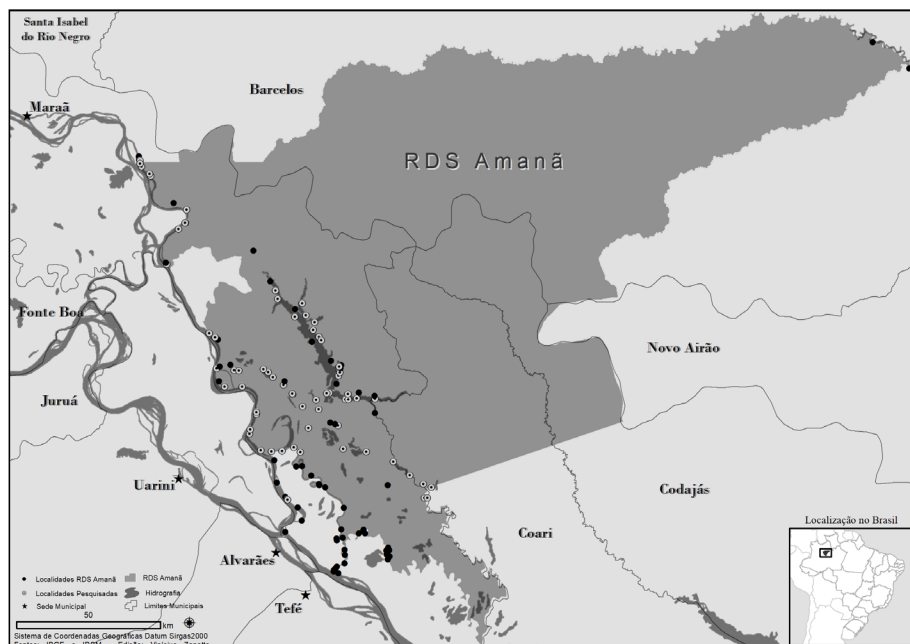 Santa Isabel
do Rio Negro
Barcelos
Maraã
RDS Amanã
Fonte Boa
Novo Airão
Juruá
Uarini
Codajás
Coari
Localização no Brasil
Alvarães
Tefé
Localidades RDS Amanã
RDS Amanã
Localidades Pesquisadas
Hidrografia
Sede Municipal
Limites Municipais
50
km
Sistema de Coordenadas Geográficas Datum Sirgas2000